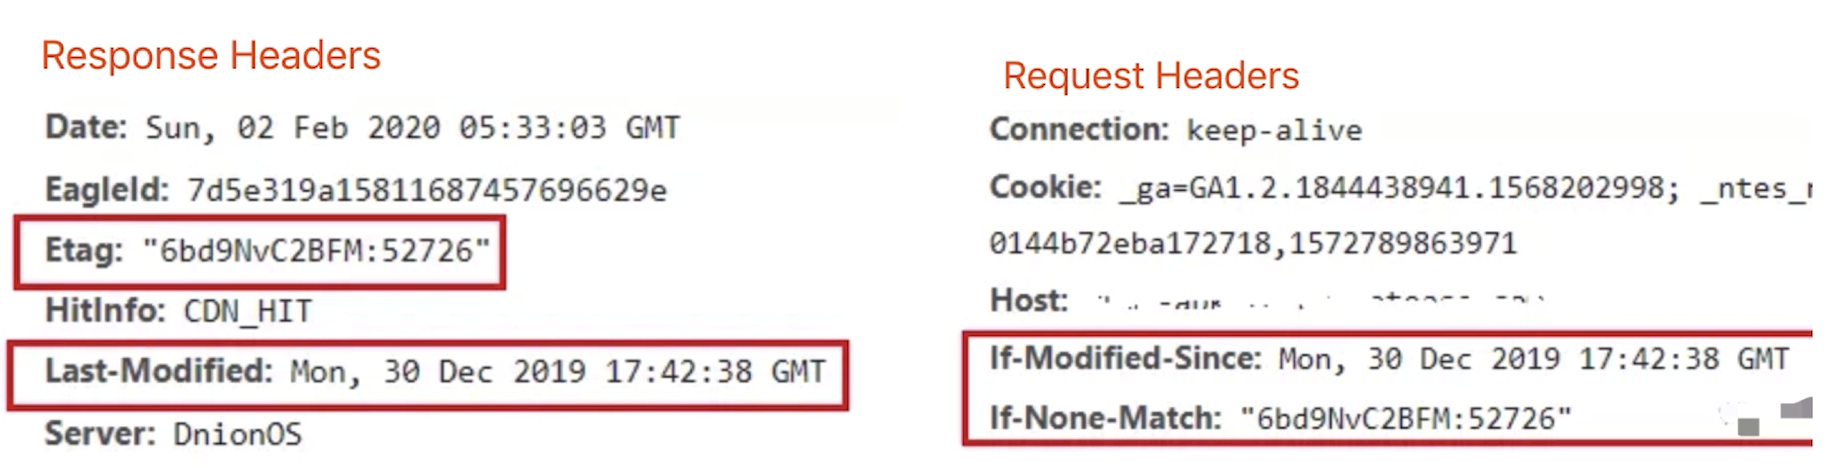 Response Headers
Date: Sun, 02 Feb 2020 05:33:03 GMT
EagleId: 7d5e319a15811687457696629e
Etag: "6bd9NvC2BFM:52726"
HitInfo: CDN_HIT
Last-Modified: Mon, 30 Dec 2019 17:42:38 GMT
Server: DnionOS
Request Headers
Connection: keep-alive
Cookie: _ga=GA1.2.1844438941.1568202998; _ntes_
0144b72eba172718,1572789863971
Host:
If-Modified-Since: Mon, 30 Dec 2019 17:42:38 GMT
If-None-Match: "6bd9NvC2BFM:52726"